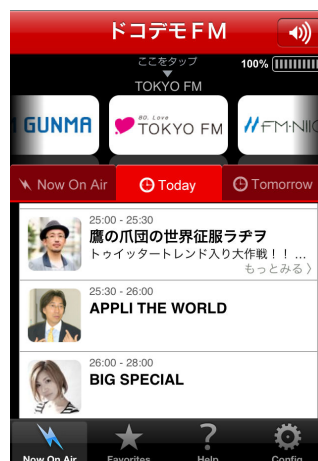 ドコデモFM
ここをタップ
100%
TOKYO FM
GUNMA
80. Love
TOKYO FM
FM-NIIG
Now On Air
Today
Tomorrow
25:00 - 25:30
鷹の爪団の世界征服ラヂヲ
トゥイッタートレンド入り大作戦！！ ...
もっとみる 〉
25:30 - 26:00
APPLI THE WORLD
26:00 - 28:00
BIG SPECIAL
Now On Air
Favorites
Help
Config